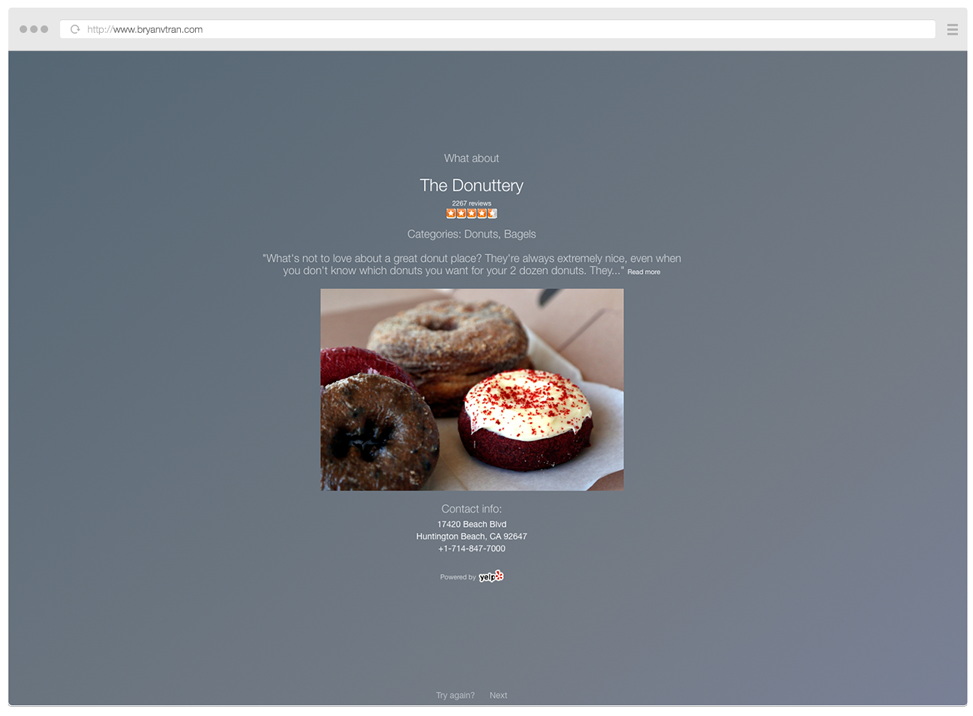 http://www.bryanvtran.com
What about
The Donuttery
2267 reviews
Categories: Donuts, Bagels
"What's not to love about a great donut place? They're always extremely nice, even when
you don't know which donuts you want for your 2 dozen donuts. They..." Read more
Contact info:
17420 Beach Blvd
Huntington Beach, CA 92647
+1-714-847-7000
Powered by yelp
Try again? Next